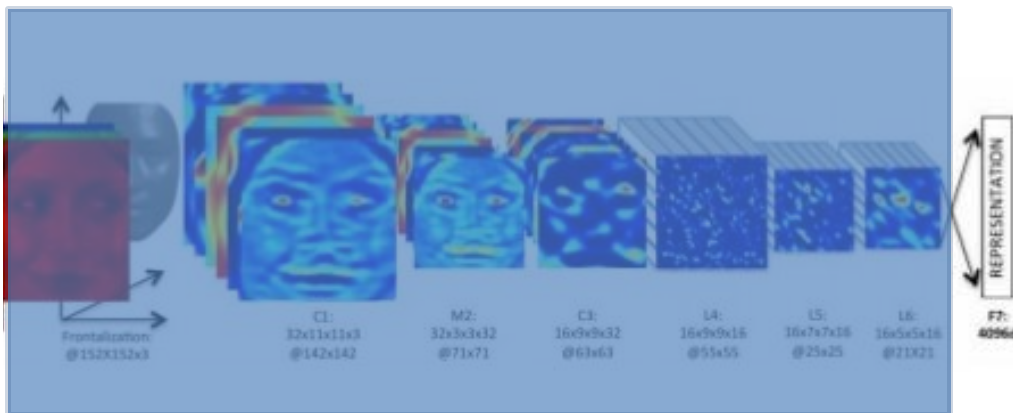 Frontalization:
@152X152x3
C1:
32x11x11x3
@142x142
M2:
32x3x3x32
@71x71
C3:
16x9x9x32
@63x63
L4:
16x9x9x16
@55x55
L5:
16x7x7x16
@25x25
L6:
16x5x5x16
@21X21
REPRESENTATION
F7:
4096d